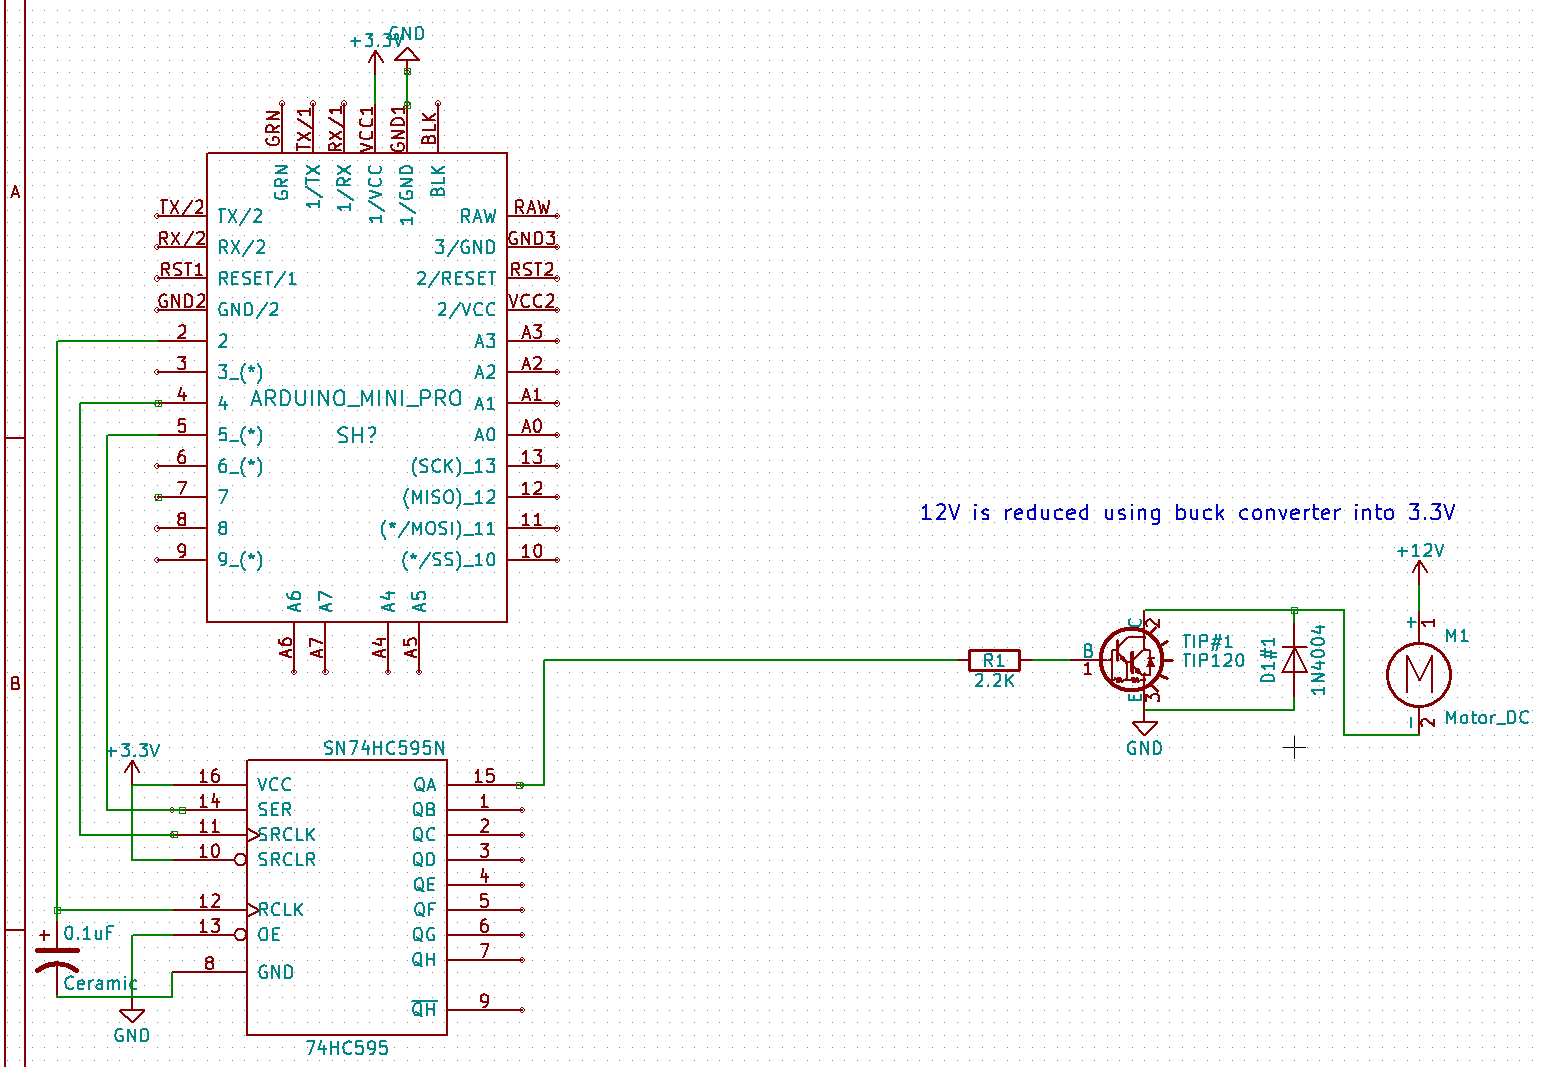 +3.3V
GND
GRN
TX/1
RX/1
VCC1
GND1
BLK
GRN
1/TX
1/RX
1/VCC
1/GND
BLK
A
TX/2 TX/2 RAW RAW
RX/2 RX/2 3/GND GND3
RST1 RESET/1 2/RESET RST2
GND2 GND/2 2/VCC VCC2
2 2 A3 A3
3 3_(*) A2 A2
4 4 ARDUINO_MINI_PRO A1 A1
5 5_(*) SH? A0 A0
6 6_(*) (SCK)_13 13
7 7 (MISO)_12 12
8 8 (*/MOSI)_11 11
9 9_(*) (*/SS)_10 10
A6
A7
A4
A5
A6
A7
A4
A5
12V is reduced using buck converter into 3.3V
+12V
B
R1
2.2K
B
1
C
2
E
3
TIP#1
TIP120
GND
D1#1
1N4004
+ 1
M1
M
- 2
Motor_DC
+3.3V
SN74HC595N
16 VCC QA 15
14 SER QB 1
11 SRCLK QC 2
10 SRCLR QD 3
QE 4
12 RCLK QF 5
13 OE QG 6
QH 7
8 GND
QH 9
74HC595
+ 0.1uF
Ceramic
GND